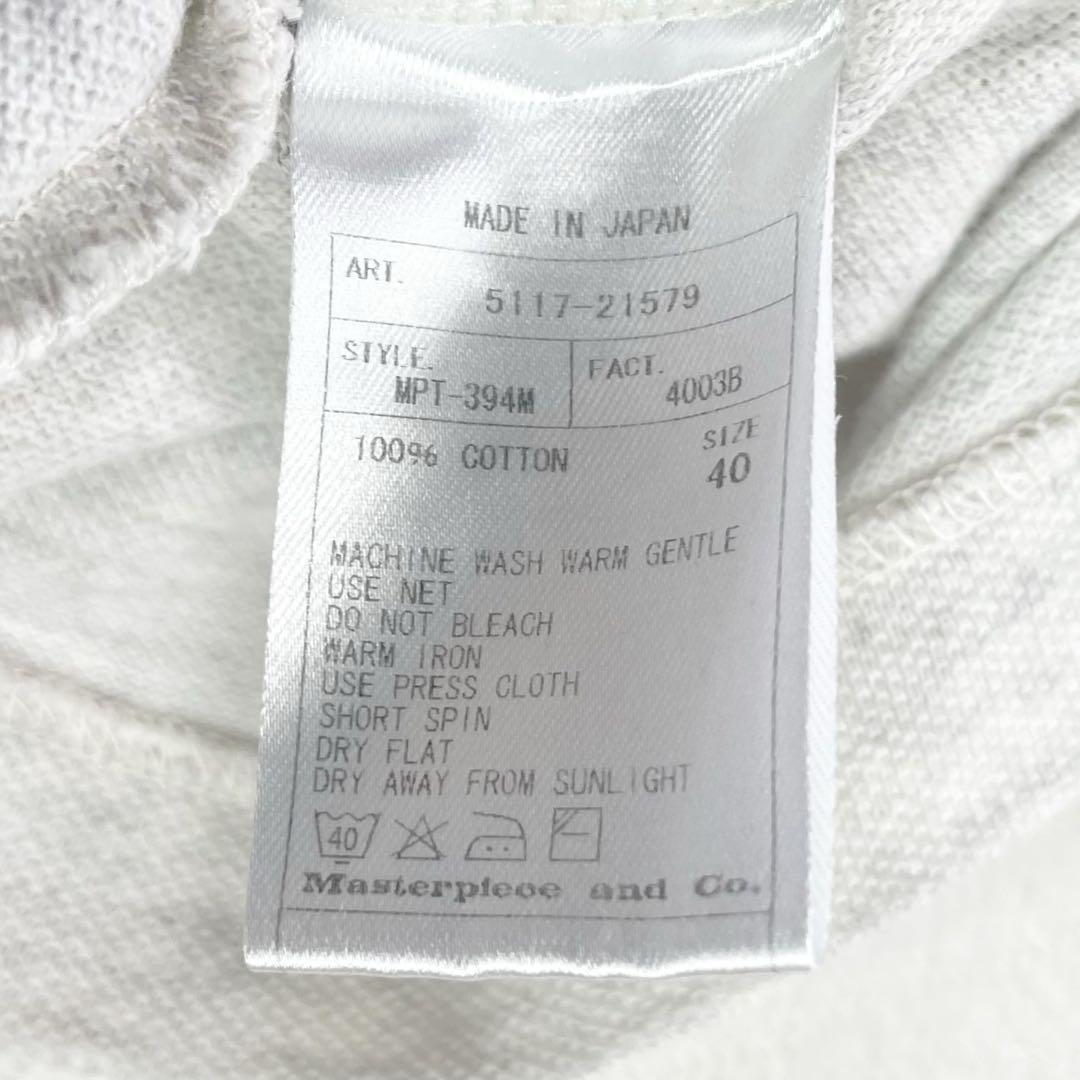 MADE IN JAPAN
ART.
5117-21579
STYLE.
MPT-394M
FACT.
4003B
100% COTTON
SIZE
40
MACHINE WASH WARM GENTLE
USE NET
DO NOT BLEACH
WARM IRON
USE PRESS CLOTH
SHORT SPIN
DRY FLAT
DRY AWAY FROM SUNLIGHT
40
Masterpiece and Co.